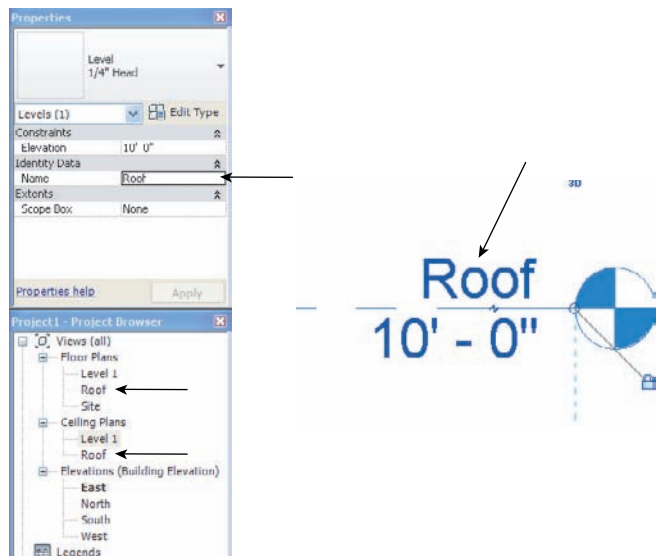 Properties
Level
1/4" Head
Levels (1)
Edit Type
Constraints
Elevation
10' 0"
Identity Data
Name
Roof
Extents
Scope Box
None
Properties help
Apply
Project1 - Project Browser
Views (all)
Floor Plans
Level 1
Roof
Site
Ceiling Plans
Level 1
Roof
Elevations (Building Elevation)
East
North
South
West
Legends
3D
Roof
10' - 0"